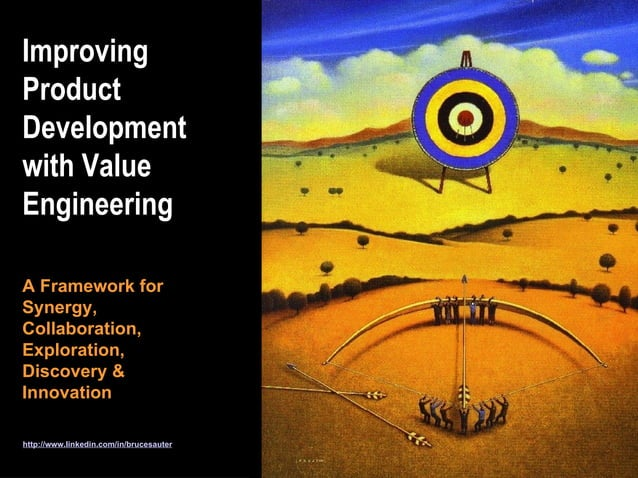 Improving
Product
Development
with Value
Engineering
A Framework for
Synergy,
Collaboration,
Exploration,
Discovery &
Innovation
http://www.linkedin.com/in/brucesauter